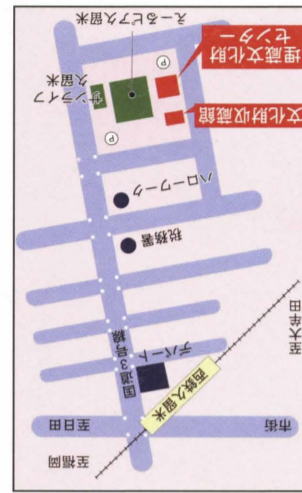 至福岡
市街
至日田
西鉄久留米
至大牟田
デパート
国道3号線
税務署
ハローワーク
P
文化財収蔵館
サンライフ
久留米
埋蔵文化財
センター
P
えーるピア久留米